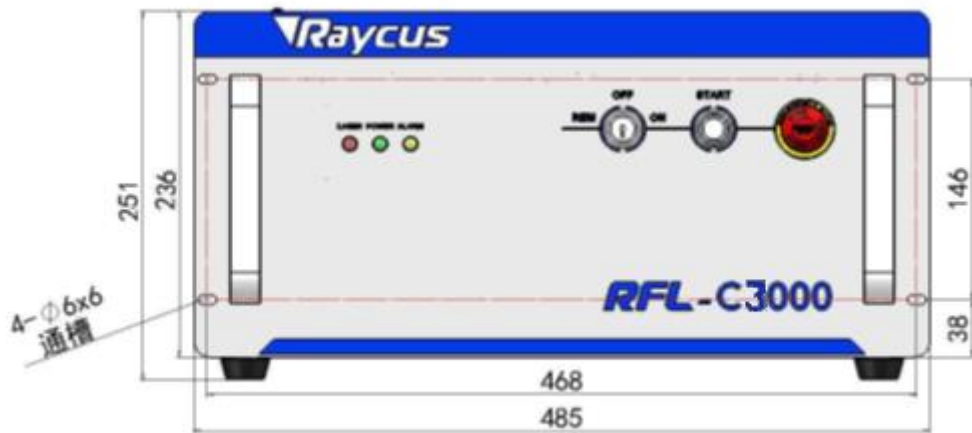 Raycus
OFF START
REM ON
LASER POWER ALARM
251
236
146
4-Φ6x6
通槽
RFL-C3000
38
468
485